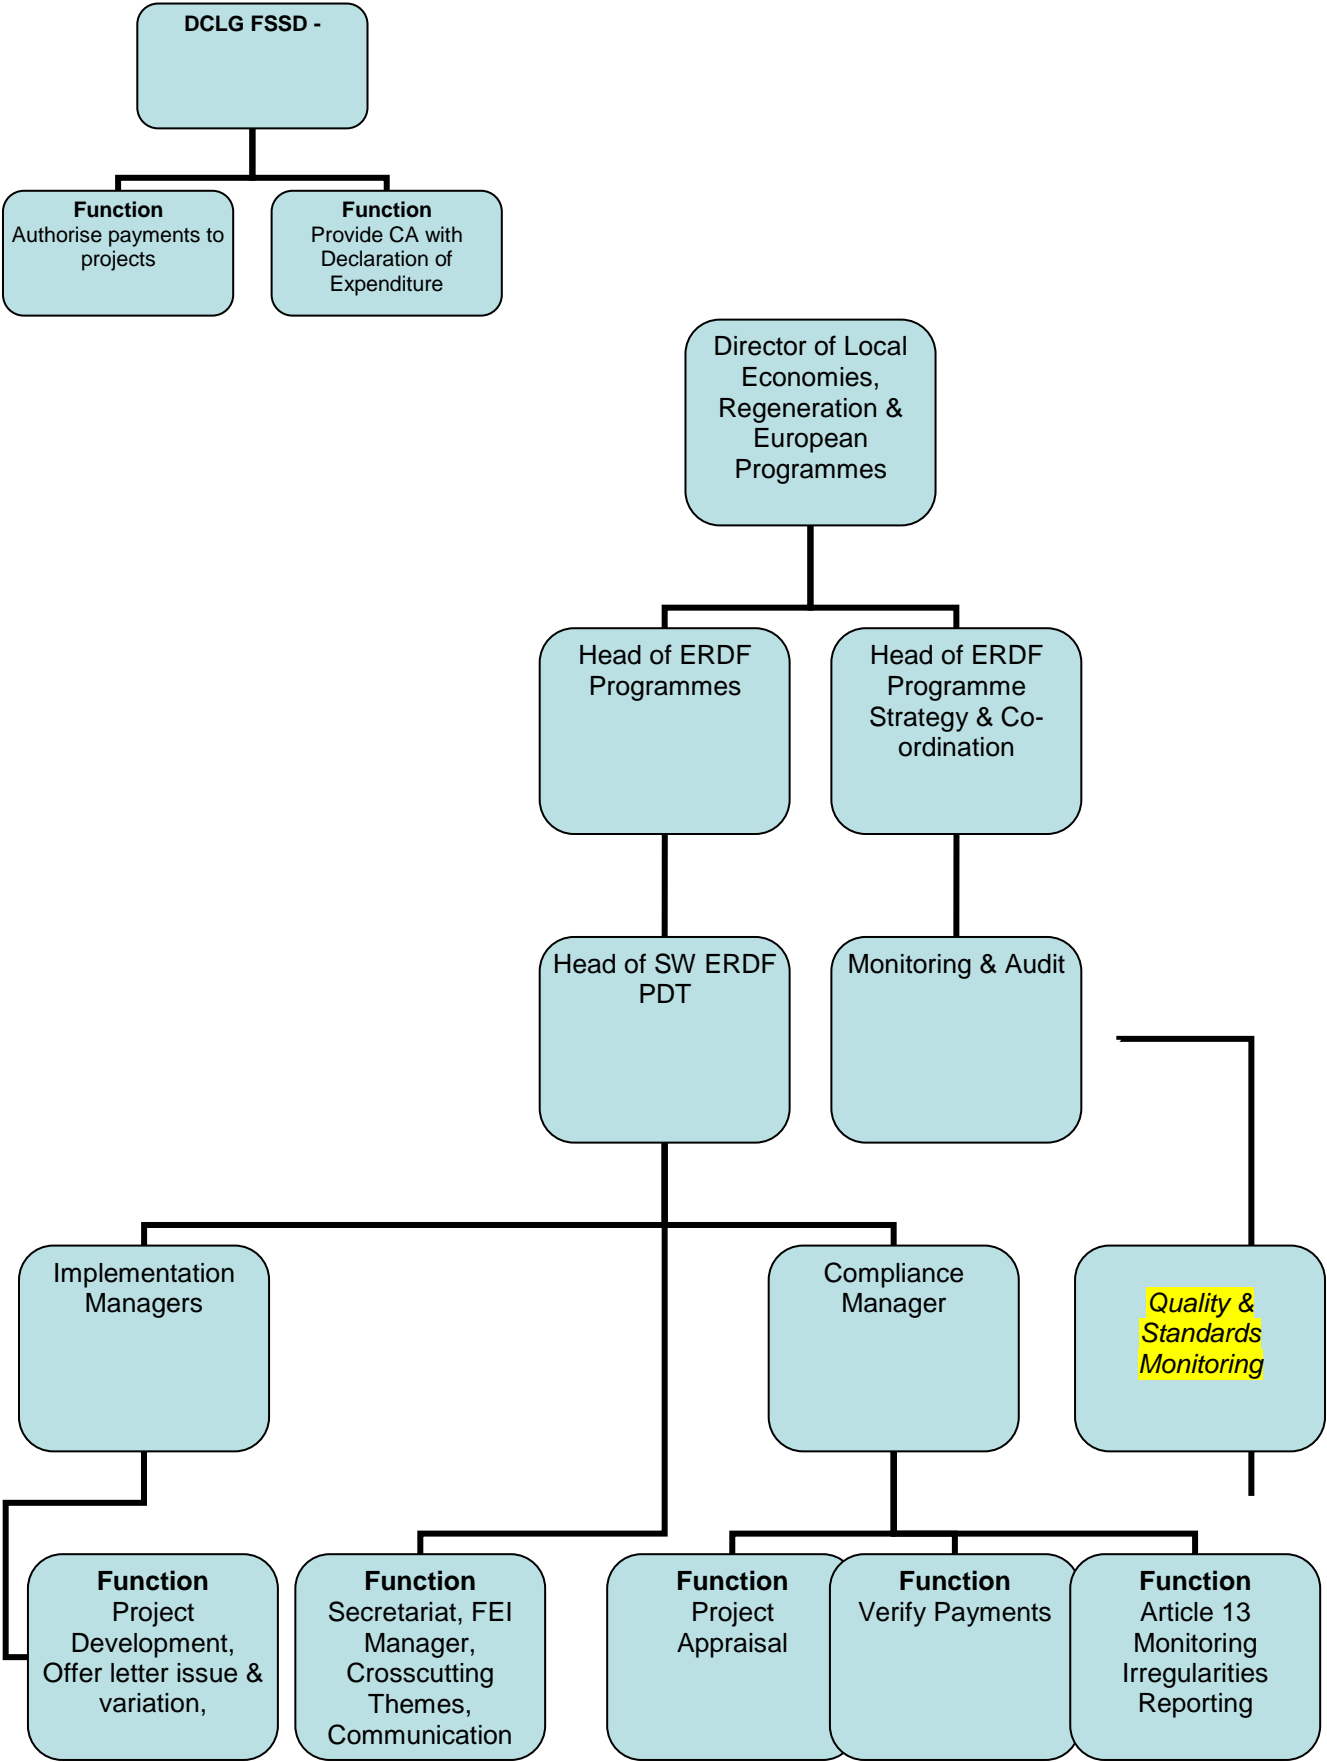 DCLG FSSD -
Function
Authorise payments to
projects
Function
Provide CA with
Declaration of
Expenditure
Director of Local
Economies,
Regeneration &
European
Programmes
Head of ERDF
Programmes
Head of ERDF
Programme
Strategy & Co-
ordination
Head of SW ERDF
PDT
Monitoring & Audit
Implementation
Managers
Compliance
Manager
Quality &
Standards
Monitoring
Function
Project
Development,
Offer letter issue &
variation,
Function
Secretariat, FEI
Manager,
Crosscutting
Themes,
Communication
Function
Project
Appraisal
Function
Verify Payments
Function
Article 13
Monitoring
Irregularities
Reporting